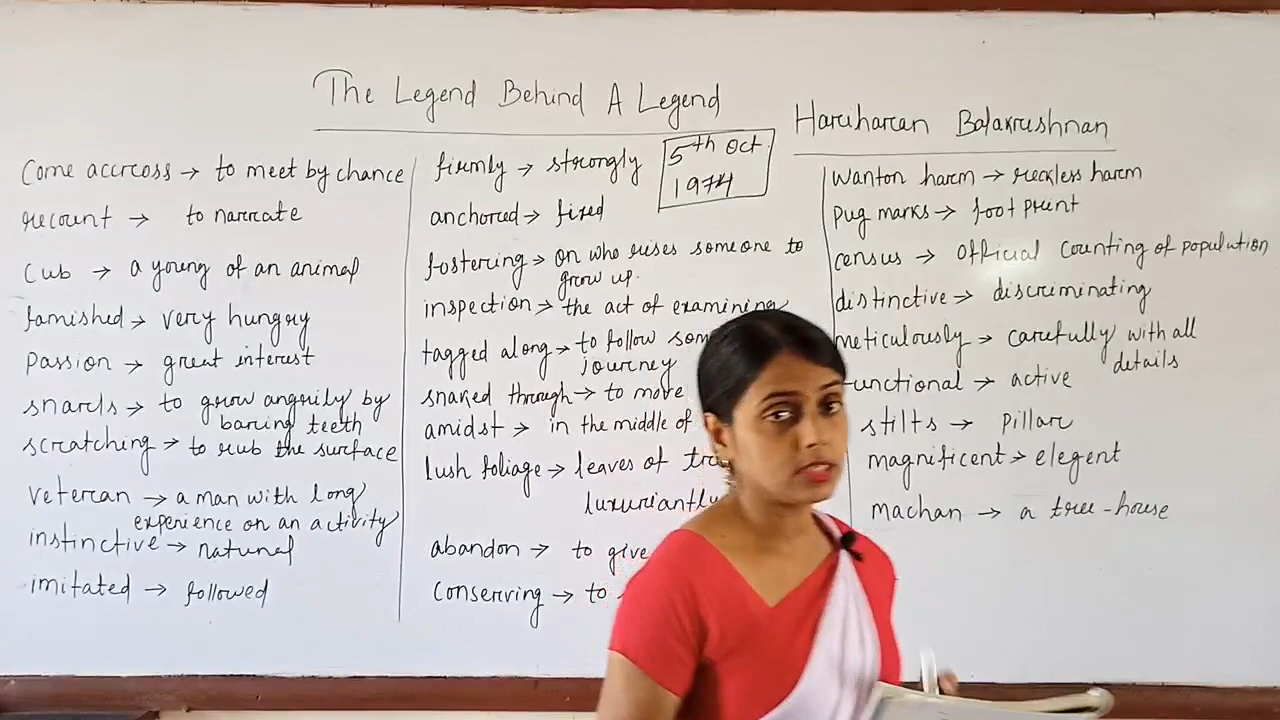 The Legend Behind A Legend
Hariharan Balakrishnan
5th Oct
1974
Come accross → to meet by chance
recount → to narrate
Cub → a young of an animal
famished → very hungry
Passion → great interest
snarls → to grow angrily by
baring teeth
scratching → to rub the surface
veteran → a man with long
experience on an activity
instinctive → natural
imitated → followed
firmly → strongly
anchored → fixed
fostering → on who rises someone to
grow up.
inspection → the act of examining
tagged along → to follow
journey
snaked through → to move
amidst → in the middle of
lush foliage → leaves of
luxuriantly
abandon → to give
Conserving → to
wanton harm → reckless harm
pug marks → foot print
census → official counting of population
distinctive → discriminating
meticulously → carefully with all
details
functional → active
stilts → pillar
magnificent → elegent
machan → a tree-house